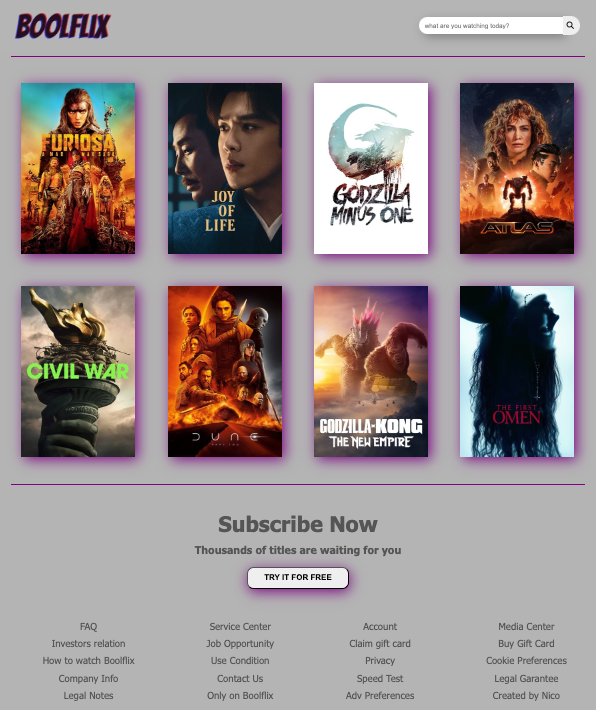 BOOLFLIX
what are you watching today?
FURIOSA
A MAD MAX SAGA
JOY
OF
LIFE
GODZILLA
MINUS ONE
ATLAS
CIVIL WAR
DUNE
PART TWO
GODZILLA-KONG
THE NEW EMPIRE
THE FIRST
OMEN
Subscribe Now
Thousands of titles are waiting for you
TRY IT FOR FREE
FAQ Service Center Account Media Center
Investors relation Job Opportunity Claim gift card Buy Gift Card
How to watch Boolflix Use Condition Privacy Cookie Preferences
Company Info Contact Us Speed Test Legal Garantee
Legal Notes Only on Boolflix Adv Preferences Created by Nico